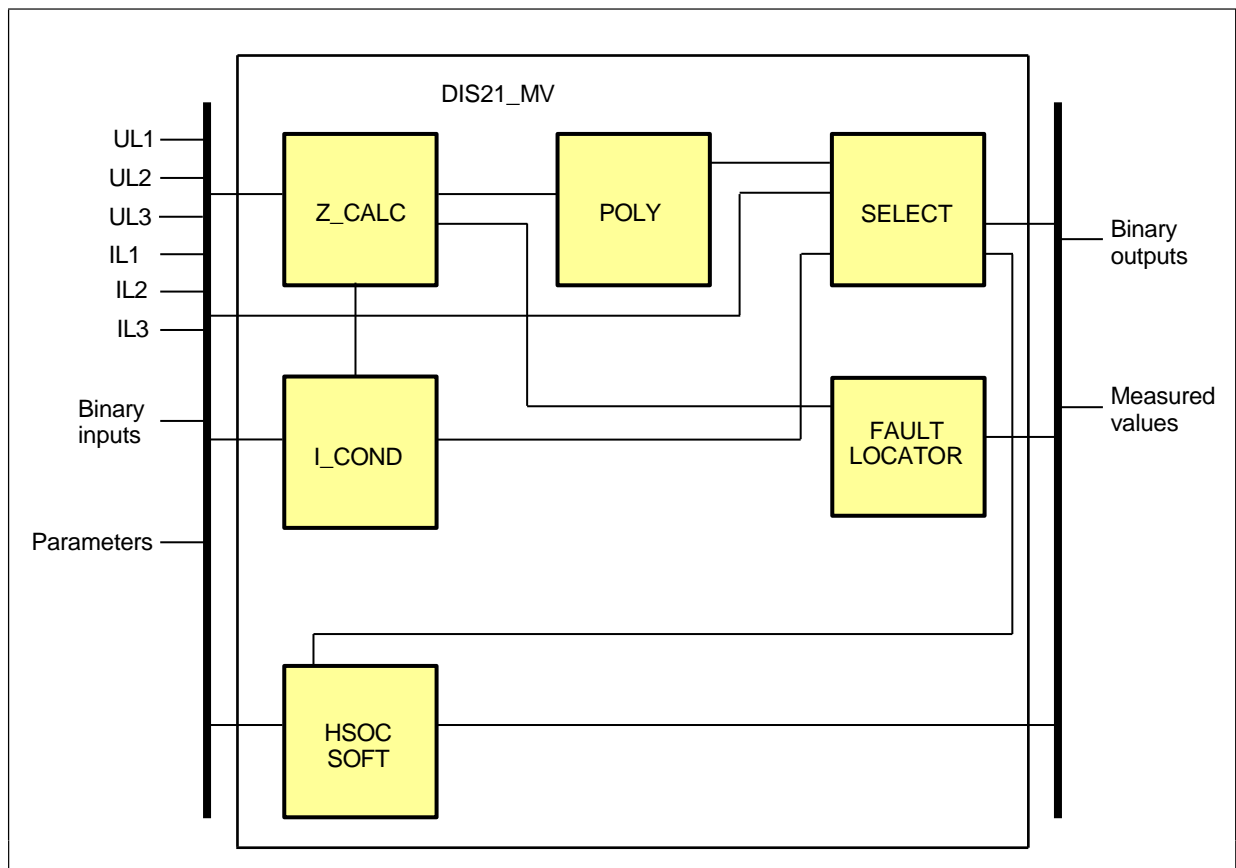 DIS21_MV
UL1
UL2
UL3
IL1
IL2
IL3
Binary
inputs
Parameters
Z_CALC
POLY
SELECT
I_COND
FAULT
LOCATOR
HSOC
SOFT
Binary
outputs
Measured
values